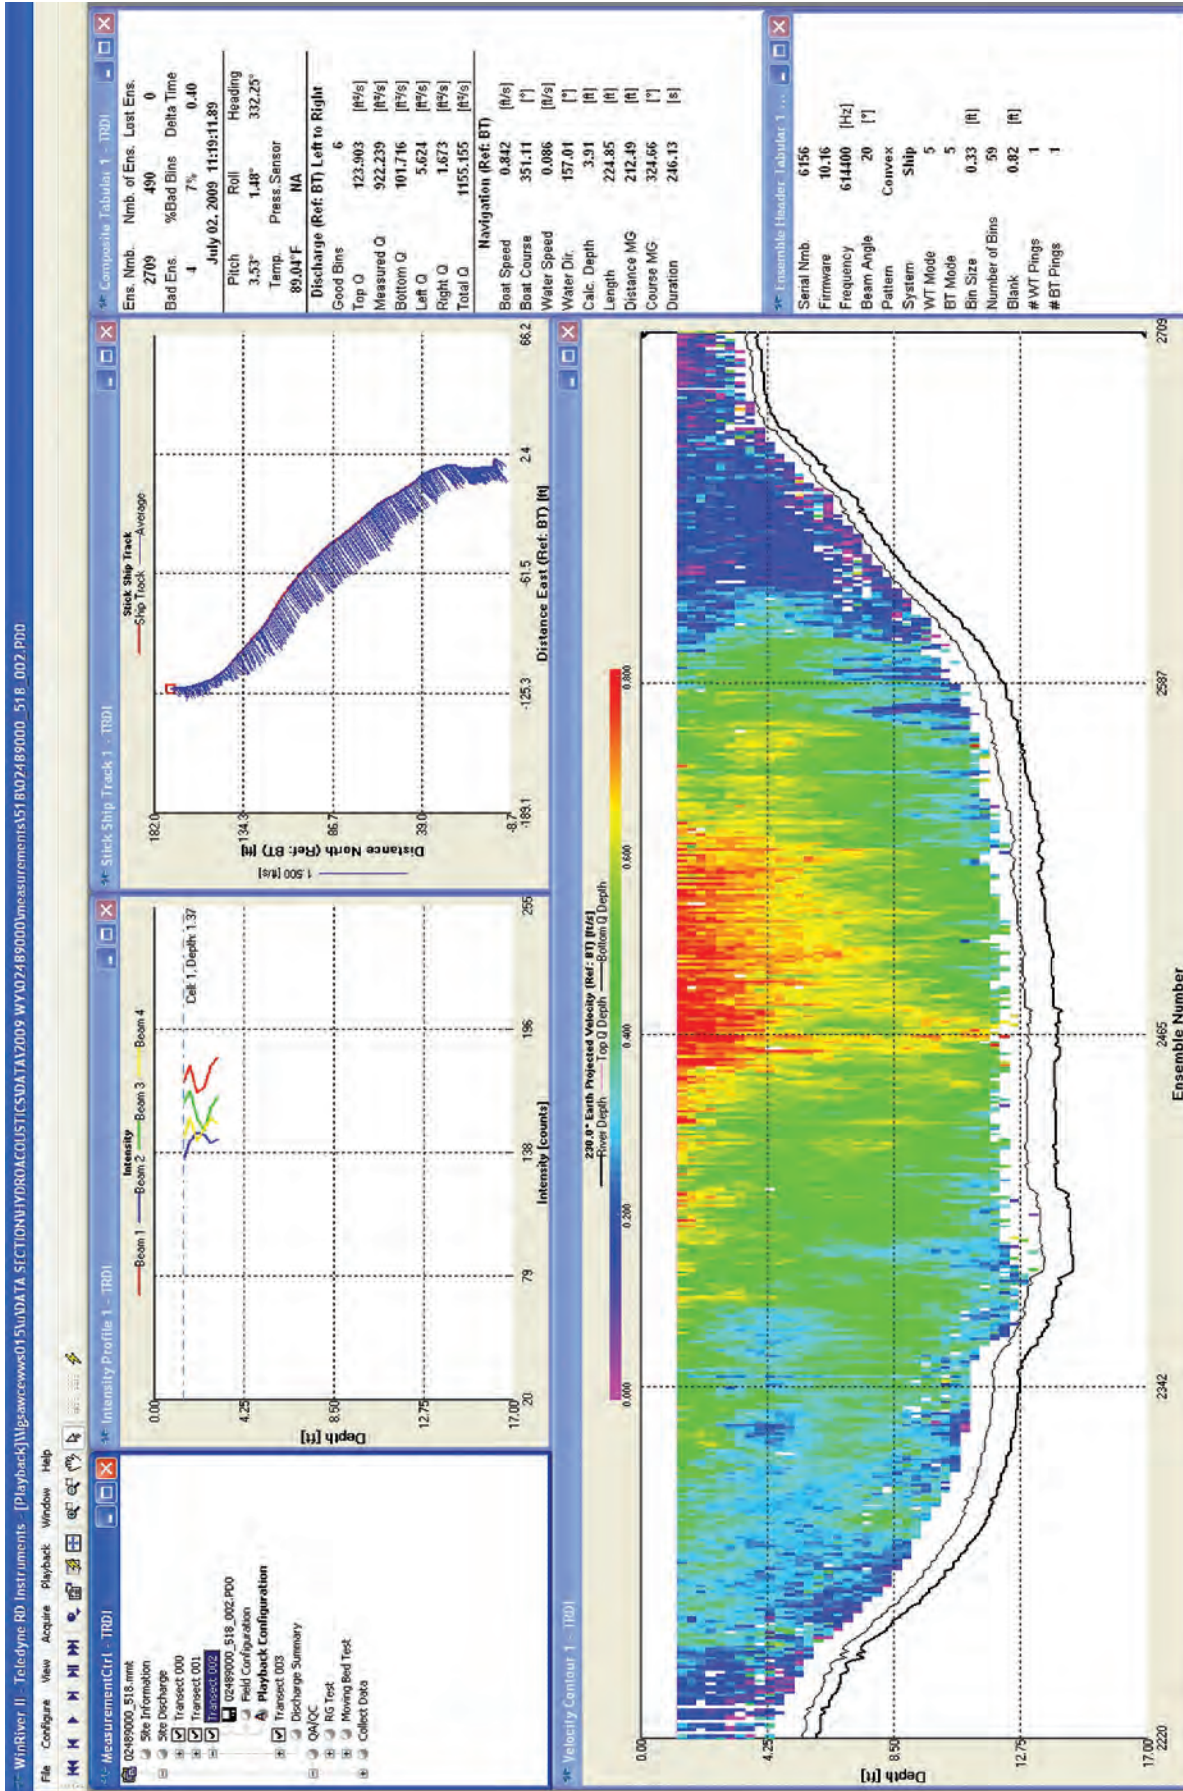 WinRiver II - Teledyne RD Instruments - [Playback]\\Igsawcewws015\u\DATA SECTION\HYDROACOUSTICS\DATA\2009 WY\02489000\measurements\518\02489000_518_002.PD0
File Configure View Acquire Playback Window Help
MeasurementCtrl - TRDI
02489000_518.mmt
Site Information
Site Discharge
Transect 000
Transect 001
Transect 002
02489000_518_002.PD0
Field Configuration
Playback Configuration
Transect 003
Discharge Summary
QA/QC
RG Test
Moving Bed Test
Collect Data
Intensity Profile 1 - TRDI
Intensity
Beam 1 Beam 2 Beam 3 Beam 4
Cell: 1, Depth: 1.37
Depth [ft]
0.00
4.25
8.50
12.75
17.00
20 79 138 196 255
Intensity [counts]
Stick Ship Track 1 - TRDI
Stick Ship Track
Ship Track Average
1.500 [ft/s]
Distance North (Ref: BT) [ft]
182.0
134.3
86.7
39.0
-8.7
-189.1 -125.3 -61.5 2.4 66.2
Distance East (Ref: BT) [ft]
Composite Tabular 1 - TRDI
Ens. Nmb. Nmb. of Ens. Lost Ens.
2709 490 0
Bad Ens. %Bad Bins Delta Time
4 7% 0.40
July 02, 2009 11:19:11.89
Pitch Roll Heading
3.53° 1.48° 332.25°
Temp. Press.Sensor
89.04°F NA
Discharge (Ref: BT) Left to Right
Good Bins 6
Top Q 123.903 [ft³/s]
Measured Q 922.239 [ft³/s]
Bottom Q 101.716 [ft³/s]
Left Q 5.624 [ft³/s]
Right Q 1.673 [ft³/s]
Total Q 1155.155 [ft³/s]
Navigation (Ref: BT)
Boat Speed 0.842 [ft/s]
Boat Course 351.11 [°]
Water Speed 0.086 [ft/s]
Water Dir. 157.01 [°]
Calc. Depth 3.91 [ft]
Length 224.85 [ft]
Distance MG 212.49 [ft]
Course MG 324.66 [°]
Duration 246.13 [s]
Velocity Contour 1 - TRDI
230.0° Earth Projected Velocity (Ref: BT) [ft/s]
River Depth Top Q Depth Bottom Q Depth
0.000 0.200 0.400 0.600 0.800
Depth [ft]
0.00
4.25
8.50
12.75
17.00
2220 2342 2465 2587 2709
Ensemble Number
Ensemble Header Tabular 1 ...
Serial Nmb. 6156
Firmware 10.16
Frequency 614400 [Hz]
Beam Angle 20 [°]
Pattern Convex
System Ship
WT Mode 5
BT Mode 5
Bin Size 0.33 [ft]
Number of Bins 59
Blank 0.82 [ft]
# WT Pings 1
# BT Pings 1